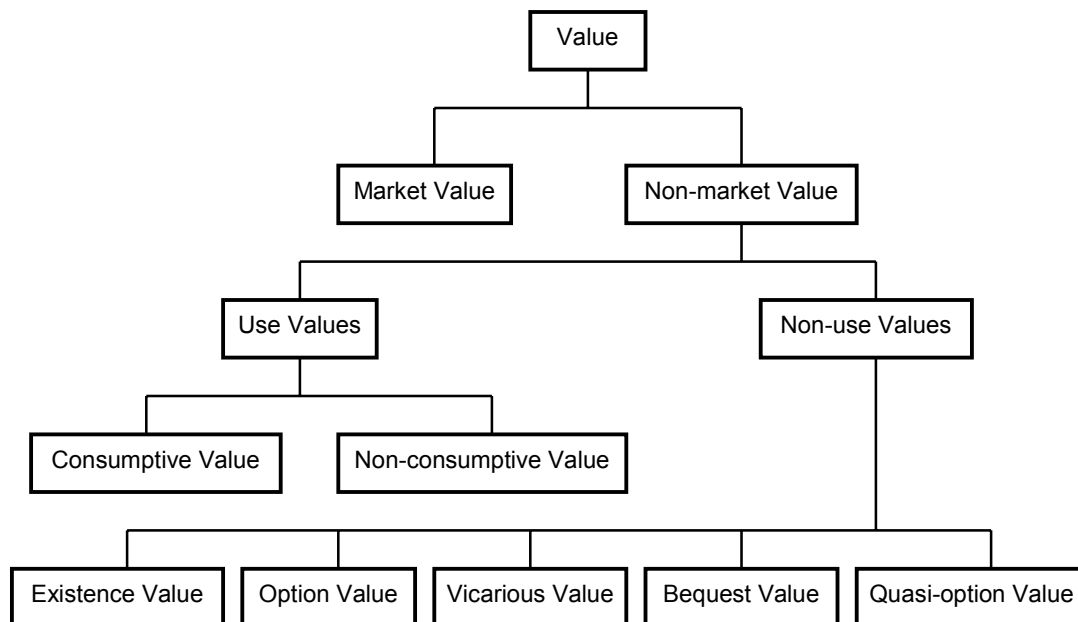 Value
Market Value
Non-market Value
Use Values
Non-use Values
Consumptive Value
Non-consumptive Value
Existence Value
Option Value
Vicarious Value
Bequest Value
Quasi-option Value